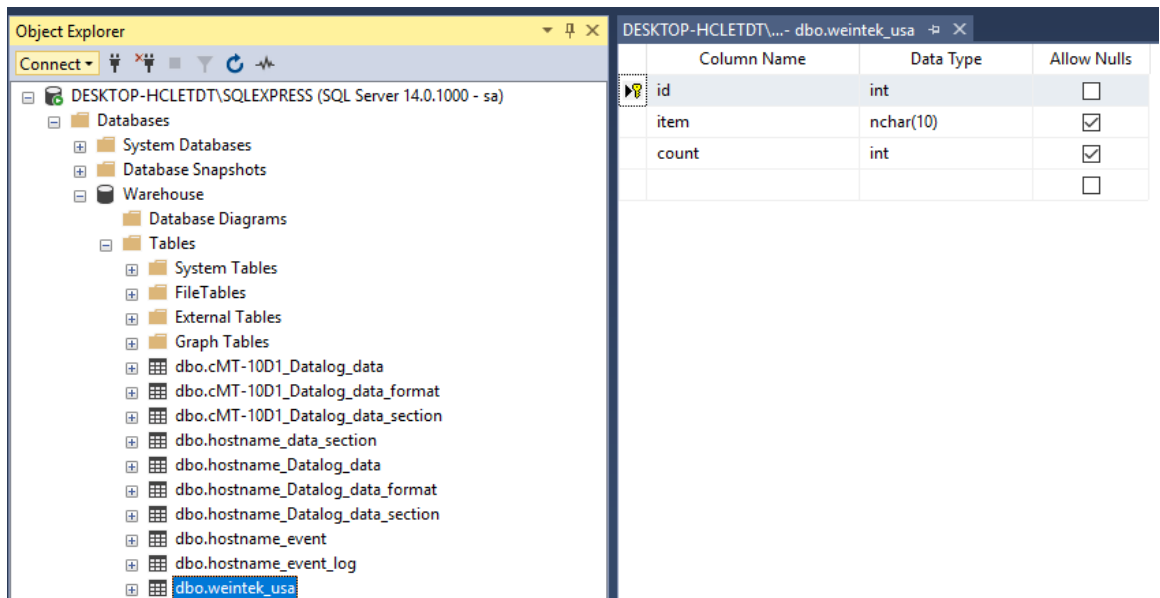 Object Explorer
Connect
DESKTOP-HCLETDT\SQLEXPRESS (SQL Server 14.0.1000 - sa)
Databases
System Databases
Database Snapshots
Warehouse
Database Diagrams
Tables
System Tables
FileTables
External Tables
Graph Tables
dbo.cMT-10D1_Datalog_data
dbo.cMT-10D1_Datalog_data_format
dbo.cMT-10D1_Datalog_data_section
dbo.hostname_data_section
dbo.hostname_Datalog_data
dbo.hostname_Datalog_data_format
dbo.hostname_Datalog_data_section
dbo.hostname_event
dbo.hostname_event_log
dbo.weintek_usa
DESKTOP-HCLETDT\...- dbo.weintek_usa
Column Name Data Type Allow Nulls
id int
item nchar(10)
count int